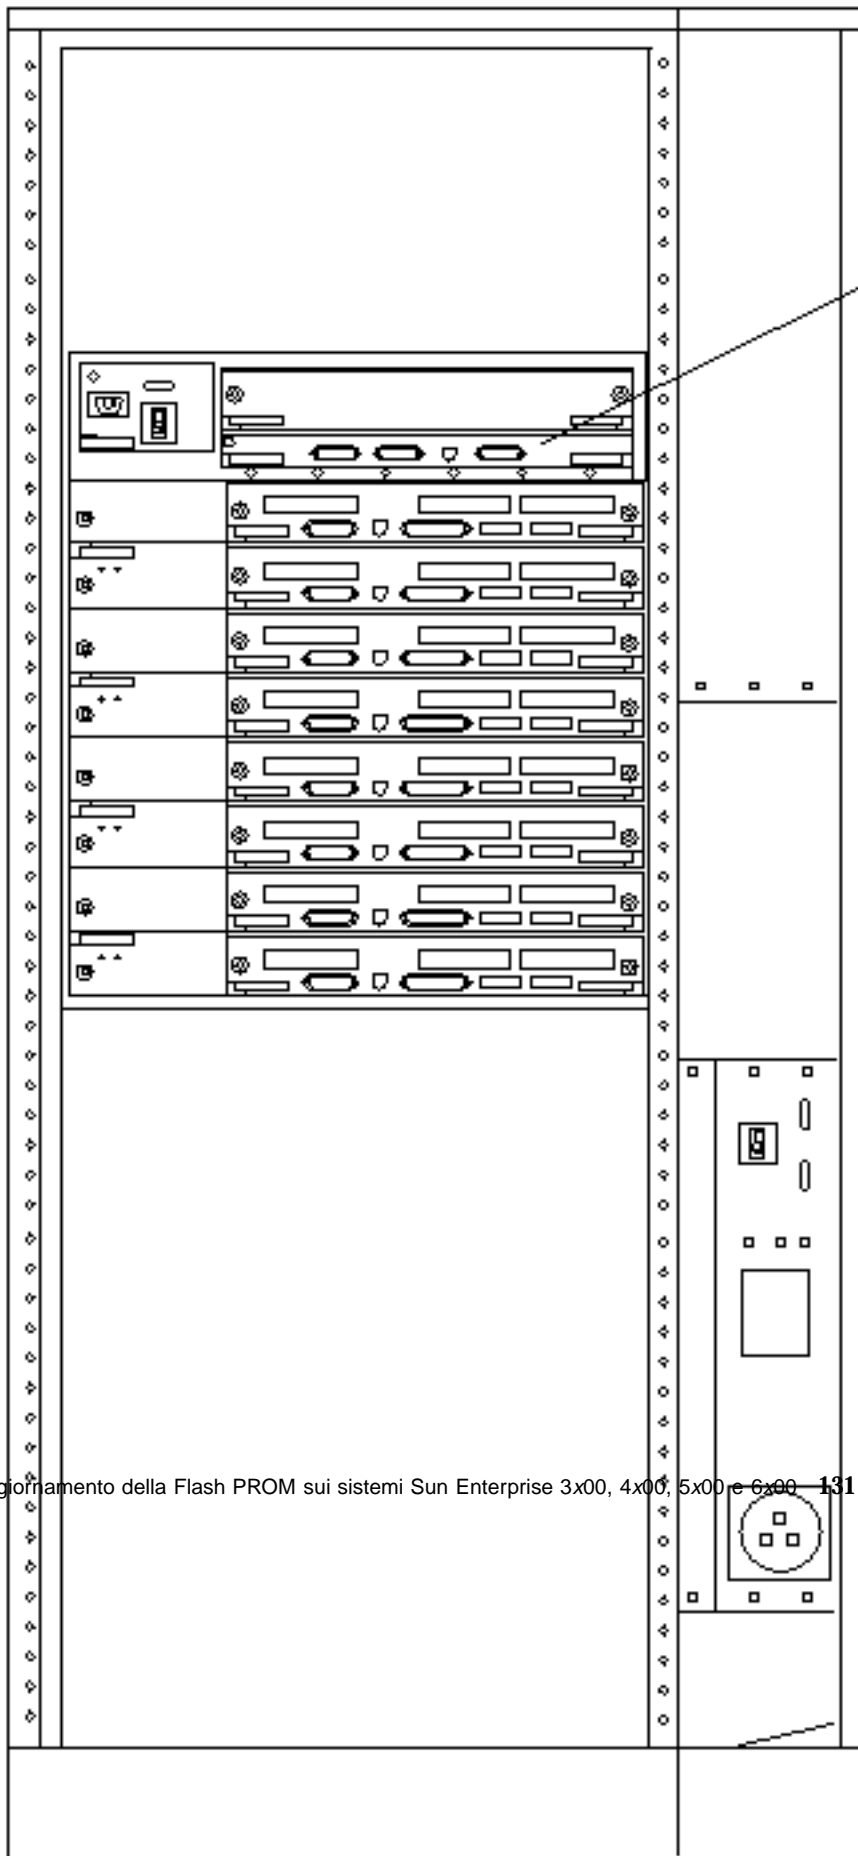 giornamento della Flash PROM sui sistemi Sun Enterprise 3x00, 4x00, 5x00 e 6x00 131